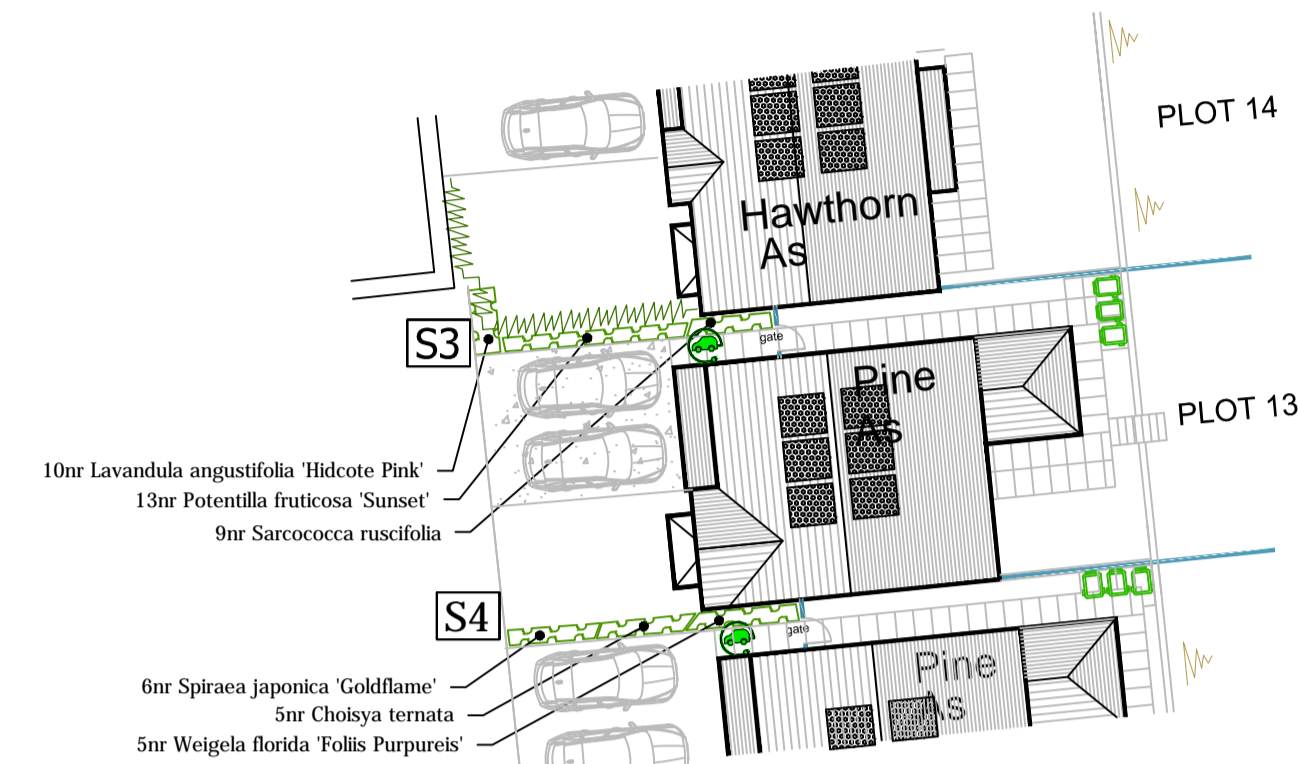 PLOT 14
Hawthorn
As
S3
gate
Pine
As
PLOT 13
10nr Lavandula angustifolia 'Hidcote Pink'
13nr Potentilla fruticosa 'Sunset'
9nr Sarcococca ruscifolia
S4
gate
Pine
As
6nr Spiraea japonica 'Goldflame'
5nr Choisya ternata
5nr Weigela florida 'Foliis Purpureis'